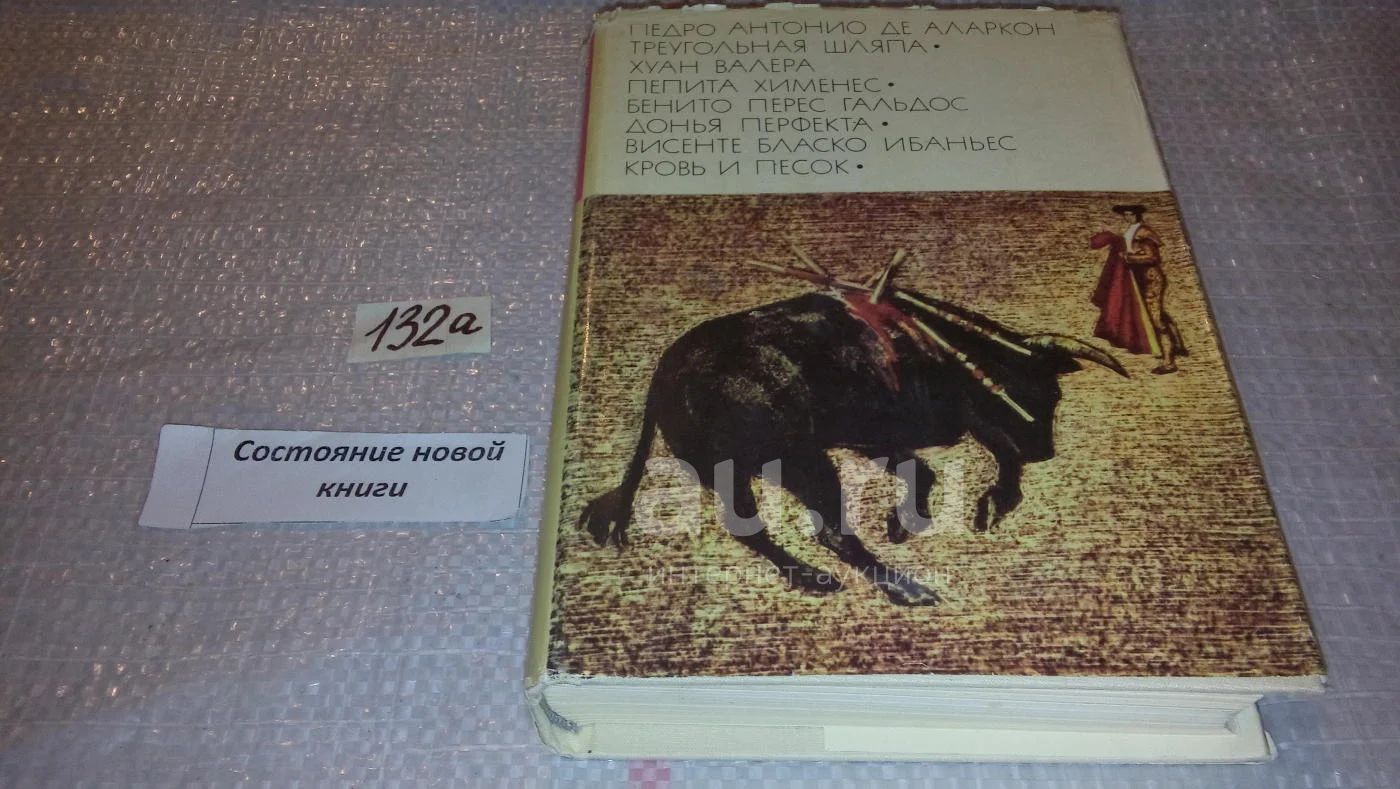 ПЕДРО АНТОНИО ДЕ АЛАРКОН
ТРЕУГОЛЬНАЯ ШЛЯПА •
ХУАН ВАЛЕРА
ПЕПИТА ХИМЕНЕС •
БЕНИТО ПЕРЕС ГАЛЬДОС
ДОНЬЯ ПЕРФЕКТА •
ВИСЕНТЕ БЛАСКО ИБАНЬЕС
КРОВЬ И ПЕСОК •
132а
Состояние новой
книги
au.ru
интернет-аукцион